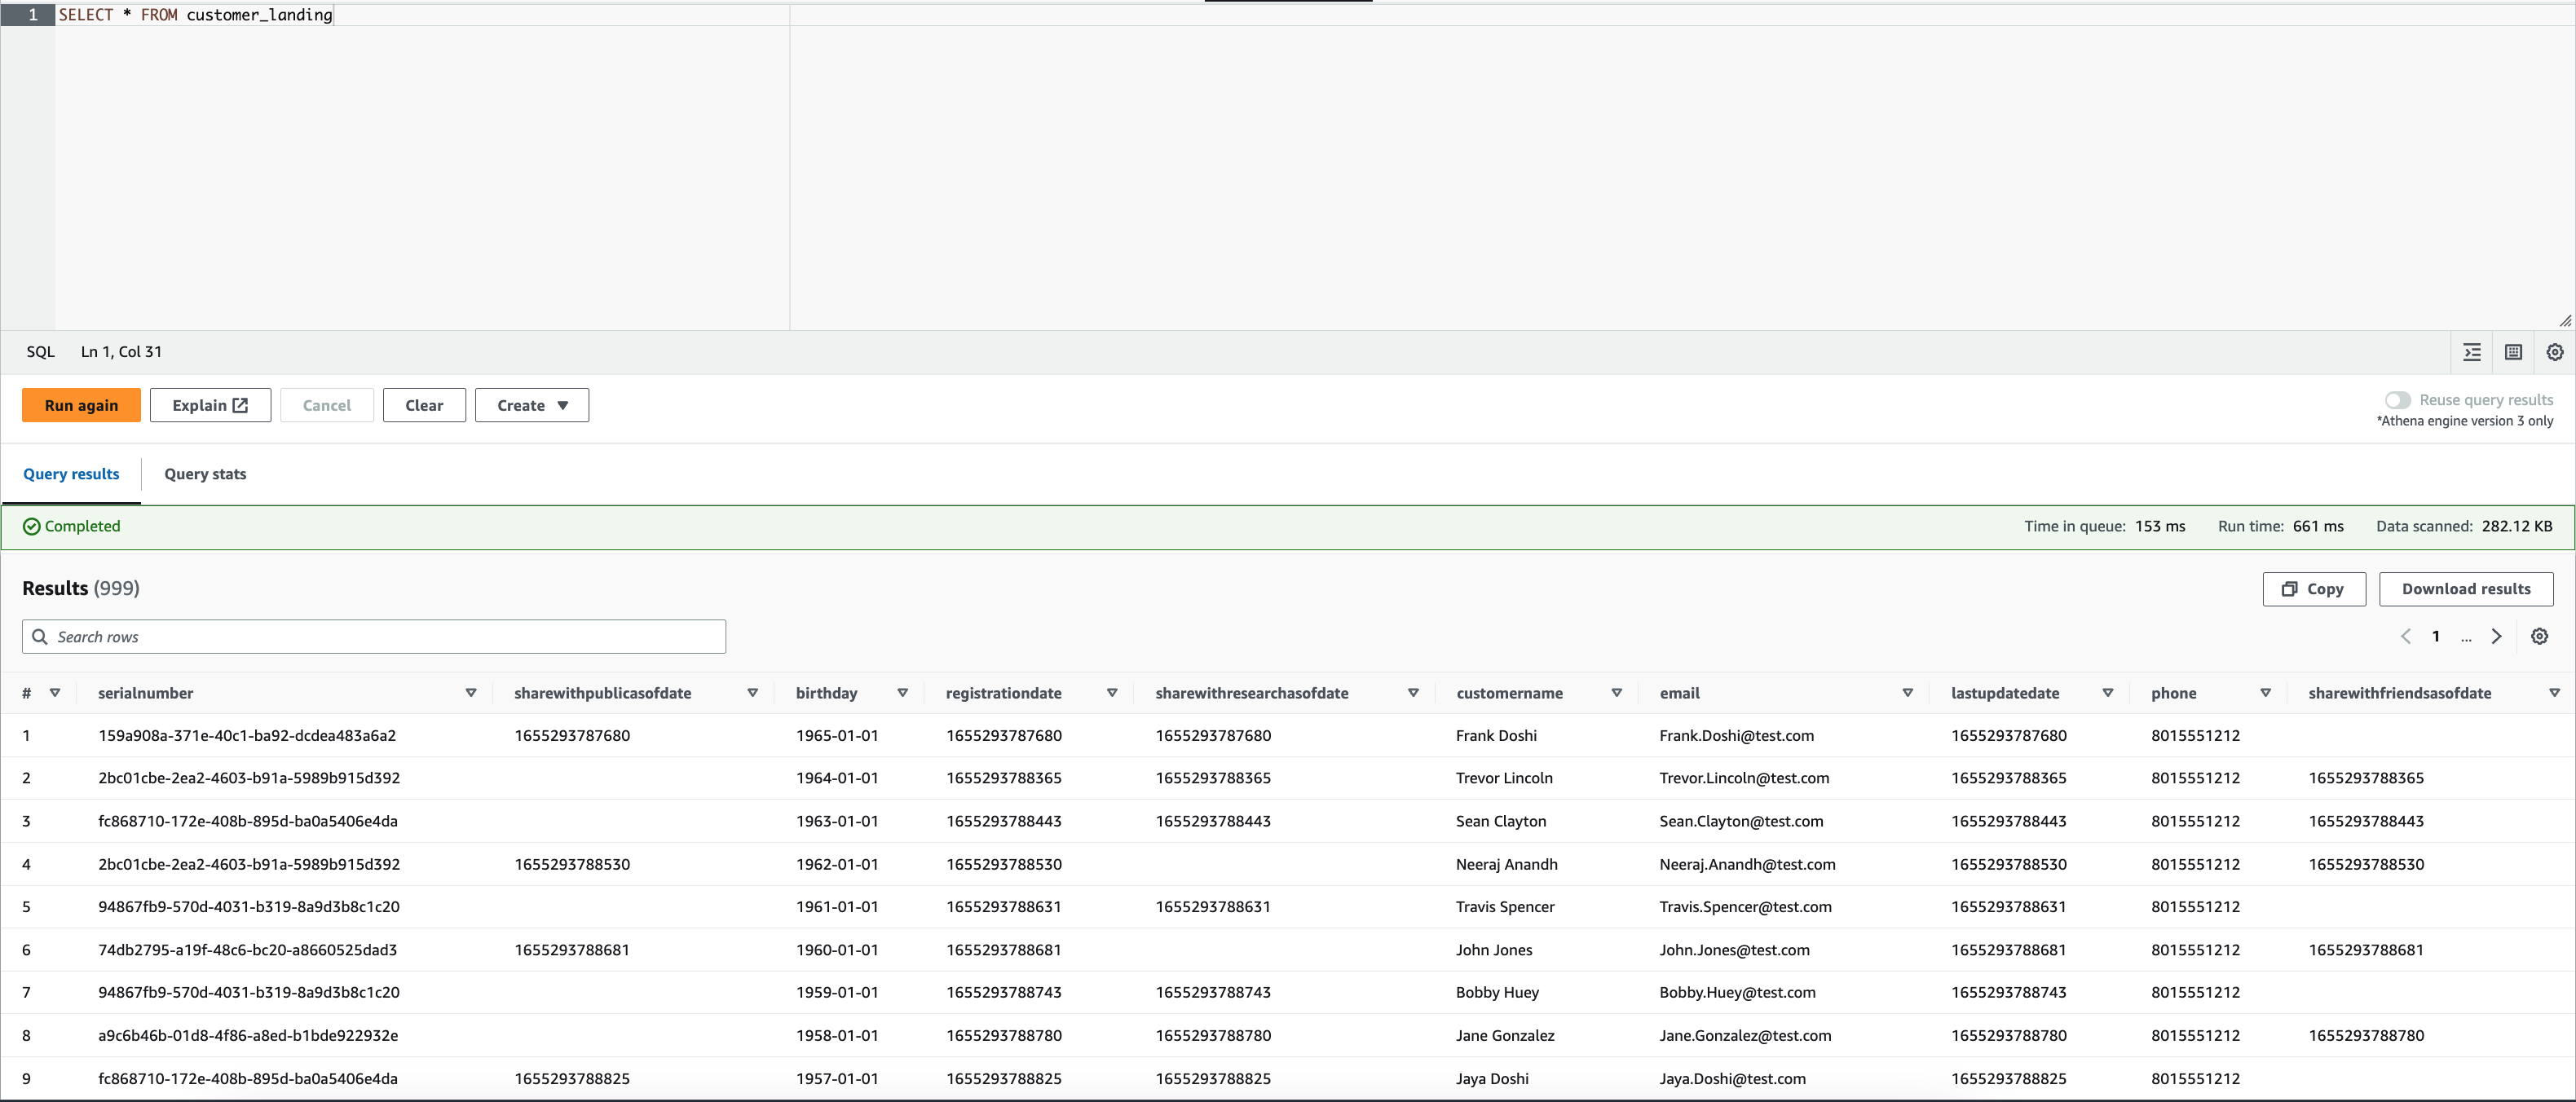 1 SELECT * FROM customer_landing
SQL Ln 1, Col 31
Run again Explain Cancel Clear Create Reuse query results
*Athena engine version 3 only
Query results Query stats
Completed Time in queue: 153 ms Run time: 661 ms Data scanned: 282.12 KB
Results (999) Copy Download results
Search rows 1 ...
# serialnumber sharewithpublicasofdate birthday registrationdate sharewithresearchasofdate customername email lastupdatedate phone sharewithfriendsasofdate
1 159a908a-371e-40c1-ba92-dcdea483a6a2 1655293787680 1965-01-01 1655293787680 1655293787680 Frank Doshi Frank.Doshi@test.com 1655293787680 8015551212
2 2bc01cbe-2ea2-4603-b91a-5989b915d392 1964-01-01 1655293788365 1655293788365 Trevor Lincoln Trevor.Lincoln@test.com 1655293788365 8015551212 1655293788365
3 fc868710-172e-408b-895d-ba0a5406e4da 1963-01-01 1655293788443 1655293788443 Sean Clayton Sean.Clayton@test.com 1655293788443 8015551212 1655293788443
4 2bc01cbe-2ea2-4603-b91a-5989b915d392 1655293788530 1962-01-01 1655293788530 Neeraj Anandh Neeraj.Anandh@test.com 1655293788530 8015551212 1655293788530
5 94867fb9-570d-4031-b319-8a9d3b8c1c20 1961-01-01 1655293788631 1655293788631 Travis Spencer Travis.Spencer@test.com 1655293788631 8015551212
6 74db2795-a19f-48c6-bc20-a8660525dad3 1655293788681 1960-01-01 1655293788681 John Jones John.Jones@test.com 1655293788681 8015551212 1655293788681
7 94867fb9-570d-4031-b319-8a9d3b8c1c20 1959-01-01 1655293788743 1655293788743 Bobby Huey Bobby.Huey@test.com 1655293788743 8015551212
8 a9c6b46b-01d8-4f86-a8ed-b1bde922932e 1958-01-01 1655293788780 1655293788780 Jane Gonzalez Jane.Gonzalez@test.com 1655293788780 8015551212 1655293788780
9 fc868710-172e-408b-895d-ba0a5406e4da 1655293788825 1957-01-01 1655293788825 1655293788825 Jaya Doshi Jaya.Doshi@test.com 1655293788825 8015551212